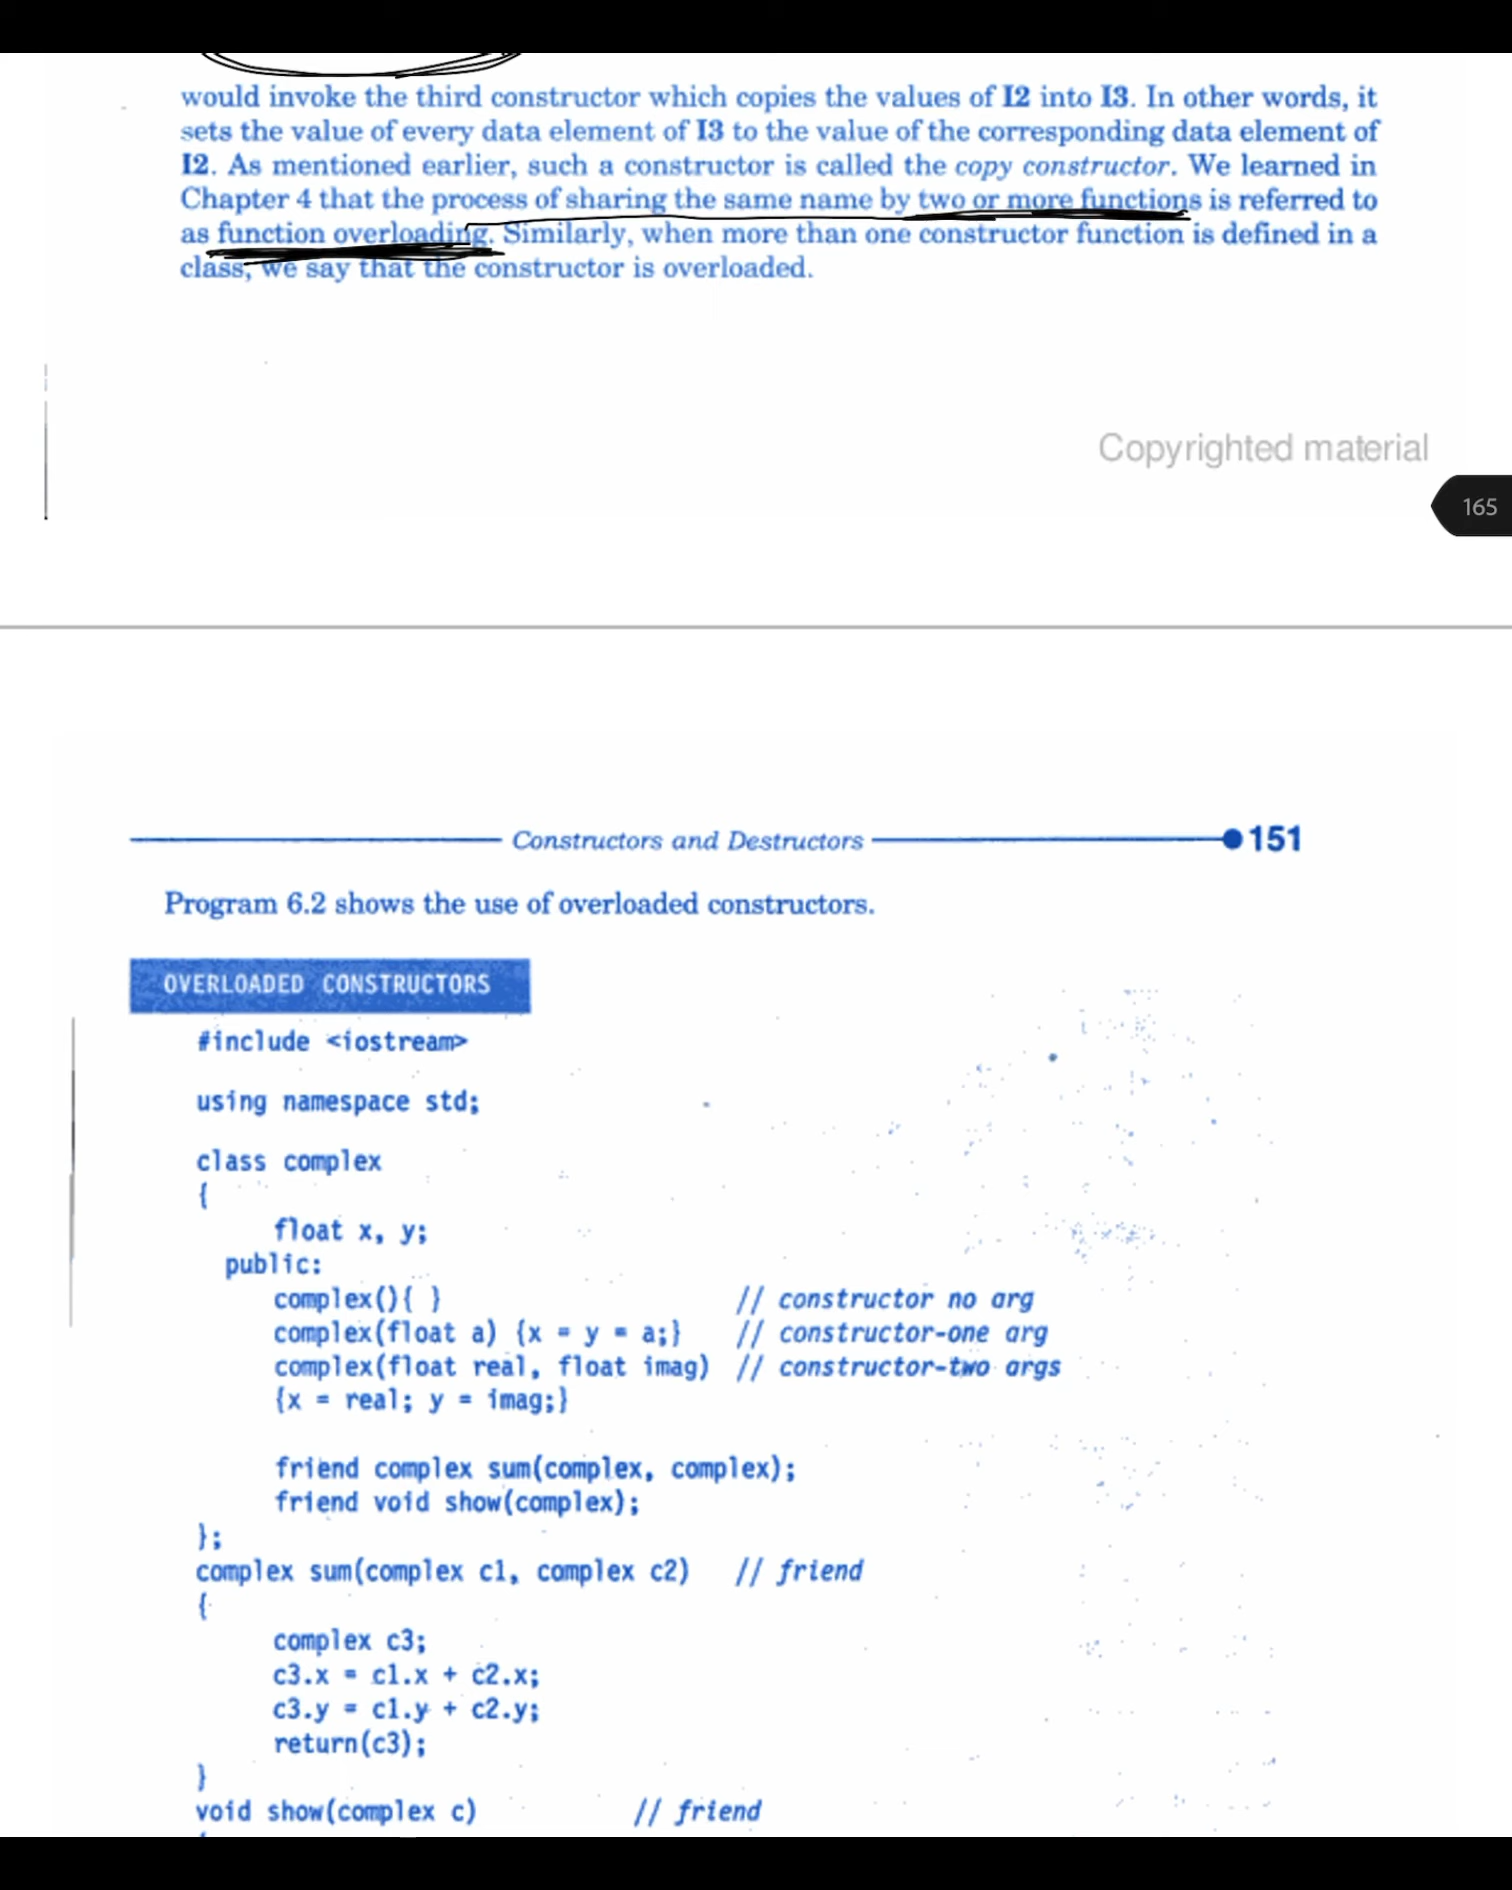 would invoke the third constructor which copies the values of I2 into I3. In other words, it
sets the value of every data element of I3 to the value of the corresponding data element of
I2. As mentioned earlier, such a constructor is called the copy constructor. We learned in
Chapter 4 that the process of sharing the same name by two or more functions is referred to
as function overloading. Similarly, when more than one constructor function is defined in a
class, we say that the constructor is overloaded.
Copyrighted material
165
Constructors and Destructors 151
Program 6.2 shows the use of overloaded constructors.
OVERLOADED CONSTRUCTORS
#include <iostream>
using namespace std;
class complex
{
float x, y;
public:
complex(){ } // constructor no arg
complex(float a) {x = y = a;} // constructor-one arg
complex(float real, float imag) // constructor-two args
{x = real; y = imag;}
friend complex sum(complex, complex);
friend void show(complex);
};
complex sum(complex c1, complex c2) // friend
{
complex c3;
c3.x = c1.x + c2.x;
c3.y = c1.y + c2.y;
return(c3);
}
void show(complex c) // friend